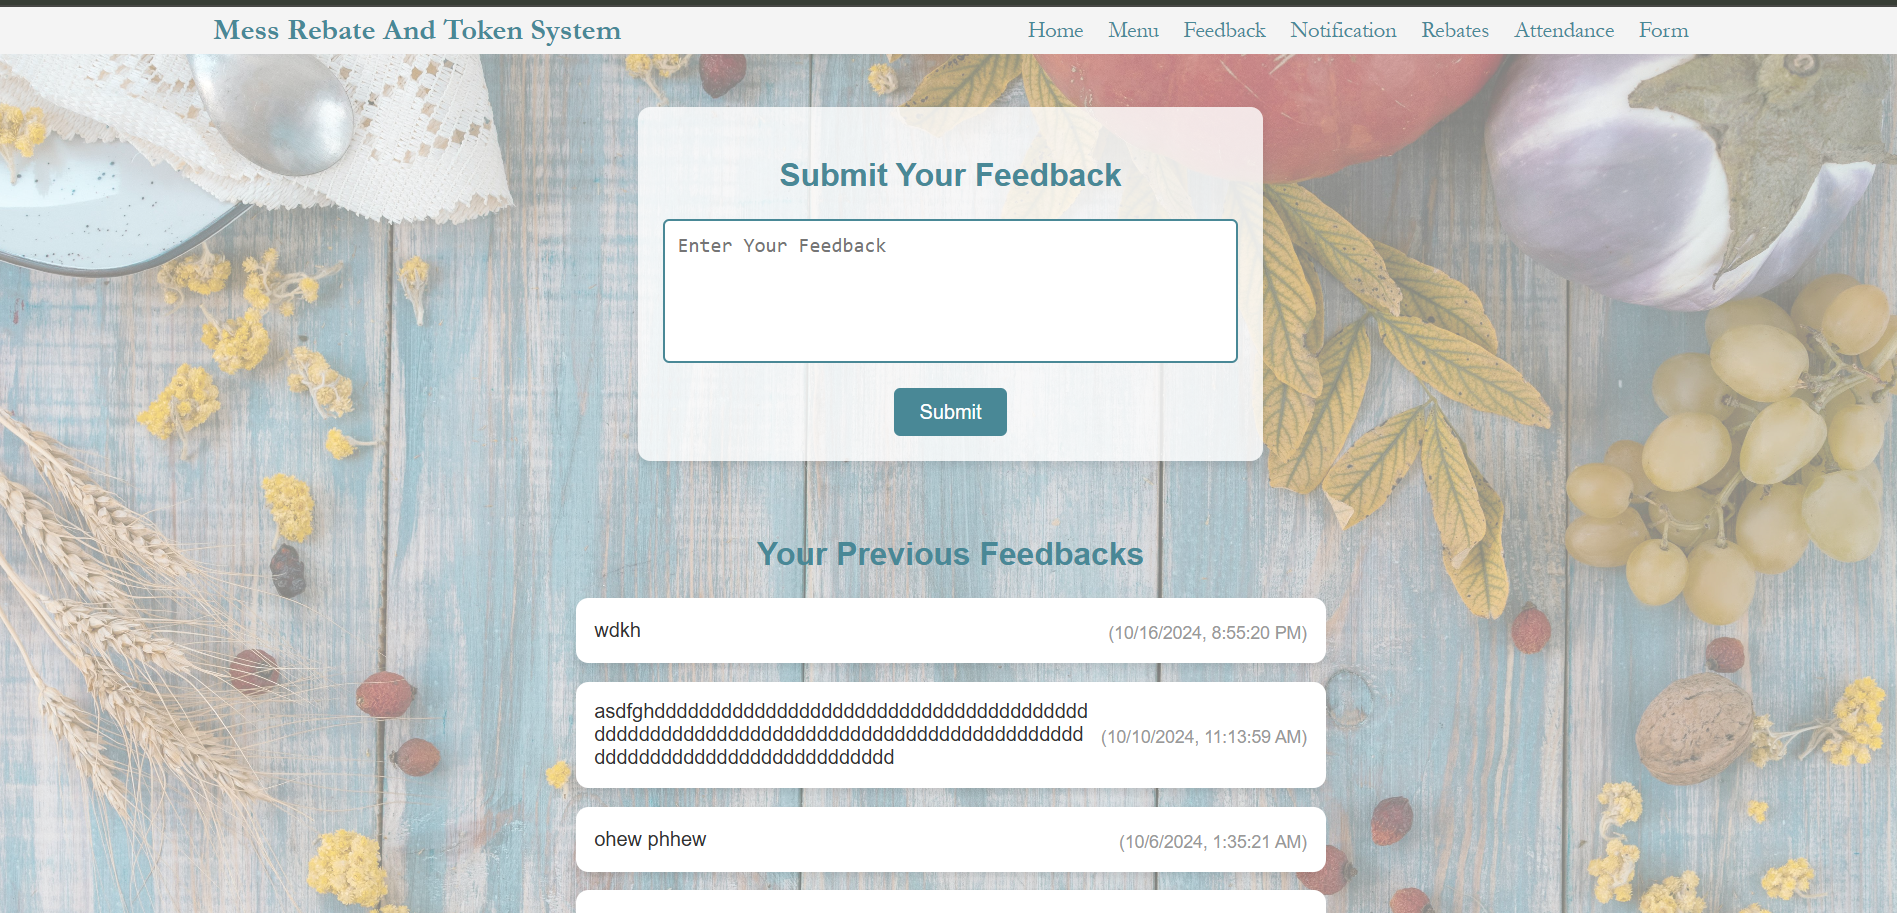 Mess Rebate And Token System
Home Menu Feedback Notification Rebates Attendance Form
Submit Your Feedback
Enter Your Feedback
Submit
Your Previous Feedbacks
wdkh (10/16/2024, 8:55:20 PM)
asdfghddddddddddddddddddddddddddddddddddddddd
dddddddddddddddddddddddddddddddddddddddddddd
(10/10/2024, 11:13:59 AM)
ddddddddddddddddddddddddddd
ohew phhew (10/6/2024, 1:35:21 AM)